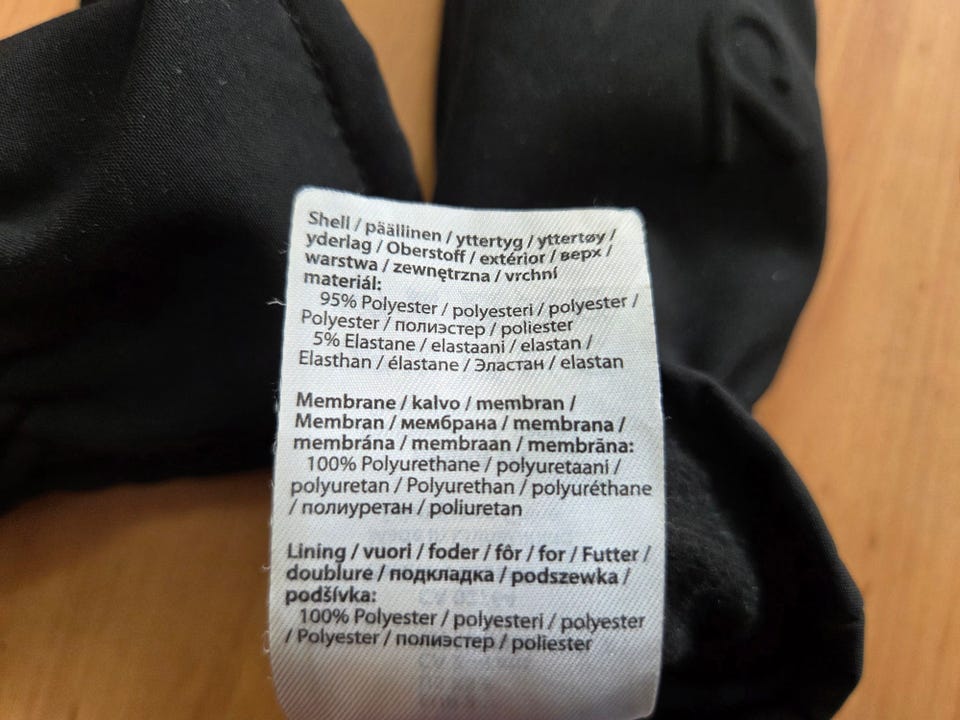 Shell / päällinen / yttertyg / yttertøy /
yderlag / Oberstoff / extérior / верх /
warstwa / zewnętrzna / vrchní
materiál:
95% Polyester / polyesteri / polyester /
Polyester / полиэстер / poliester
5% Elastane / elastaani / elastan /
Elasthan / élastane / Эластан / elastan
Membrane / kalvo / membran /
Membran / мембрана / membrana /
membrána / membraan / membrāna:
100% Polyurethane / polyuretaani /
polyuretan / Polyurethan / polyuréthane
/ полиуретан / poliuretan
Lining / vuori / foder / fôr / for / Futter /
doublure / подкладка / podszewka /
podšívka:
100% Polyester / polyesteri / polyester
/ Polyester / полиэстер / poliester